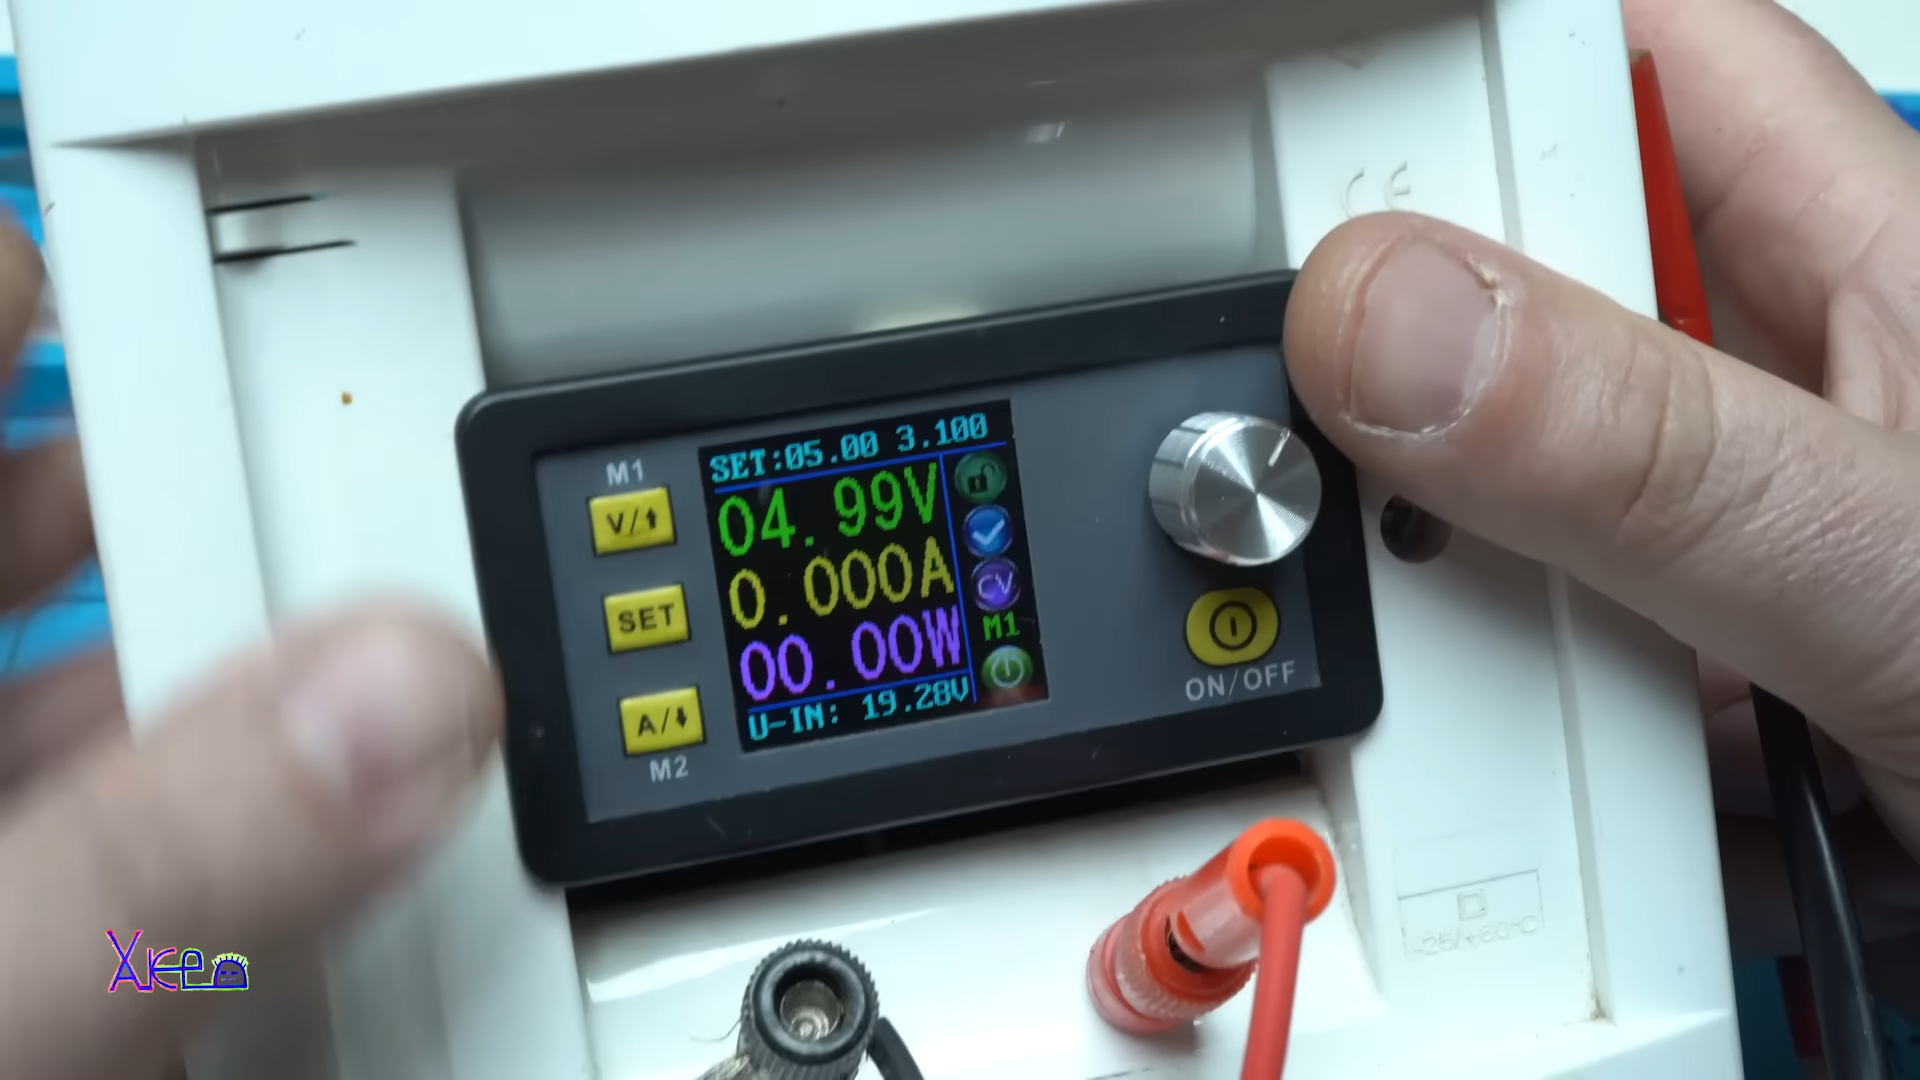 CE
M1
V/⬆
SET
A/⬇
M2
SET:05.00 3.100
04.99V
0.000A
00.00W
U-IN: 19.28V
CV
M1
ON/OFF
-25/+60°C